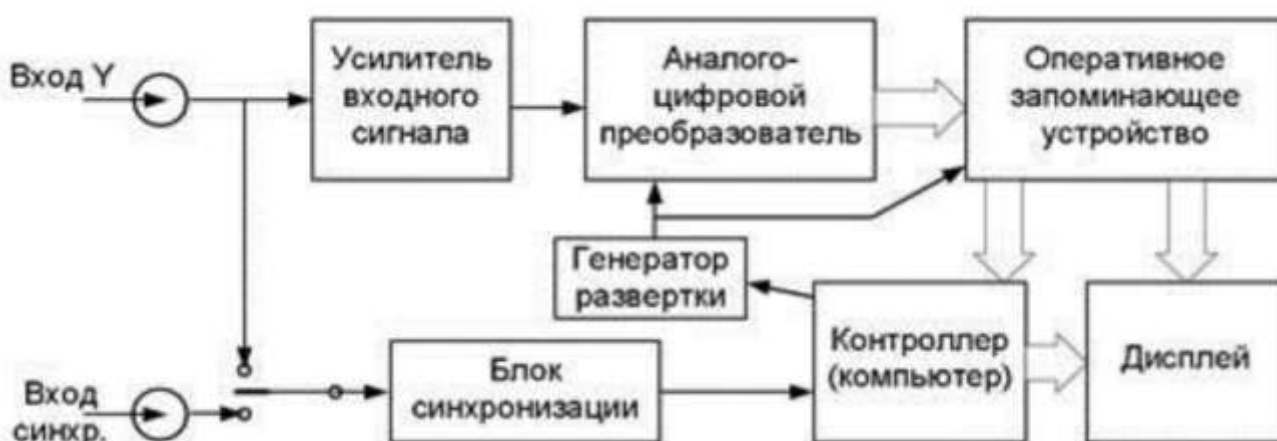 Вход Y
Усилитель
входного
сигнала
Аналого-
цифровой
преобразователь
Оперативное
запоминающее
устройство
Генератор
развертки
Контроллер
(компьютер)
Дисплей
Вход
синхр.
Блок
синхронизации